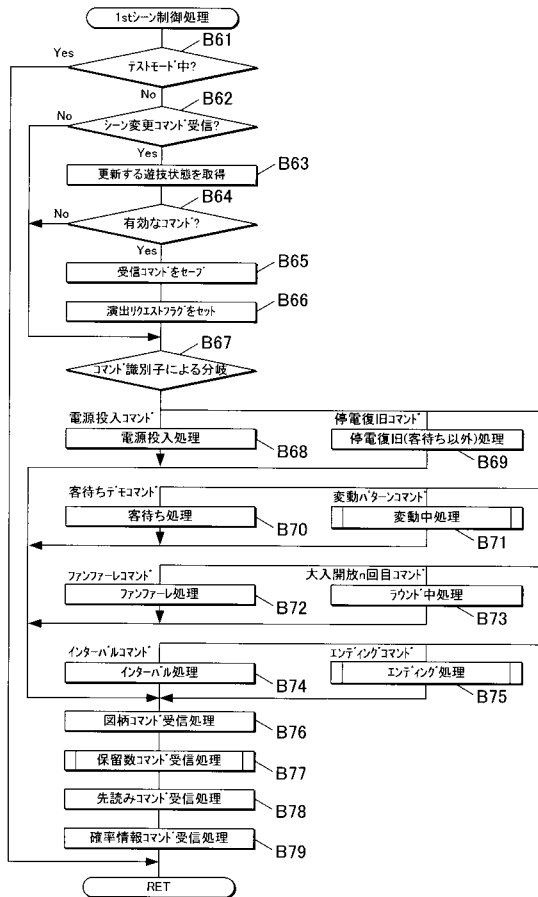 1stシーン制御処理
B61
Yes
テストモード中?
No
B62
No
シーン変更コマンド受信?
Yes
B63
更新する遊技状態を取得
B64
No
有効なコマンド?
Yes
B65
受信コマンドをセーブ
B66
演出リクエストフラグをセット
B67
コマンド識別子による分岐
電源投入コマンド
停電復旧コマンド
電源投入処理
停電復旧(客待ち以外)処理
B68
B69
客待ちデモコマンド
変動パターンコマンド
客待ち処理
変動中処理
B70
B71
ファンファーレコマンド
大入開放n回目コマンド
ファンファーレ処理
ラウンド中処理
B72
B73
インターバルコマンド
エンディングコマンド
インターバル処理
エンディング処理
B74
B75
図柄コマンド受信処理
B76
保留数コマンド受信処理
B77
先読みコマンド受信処理
B78
確率情報コマンド受信処理
B79
RET